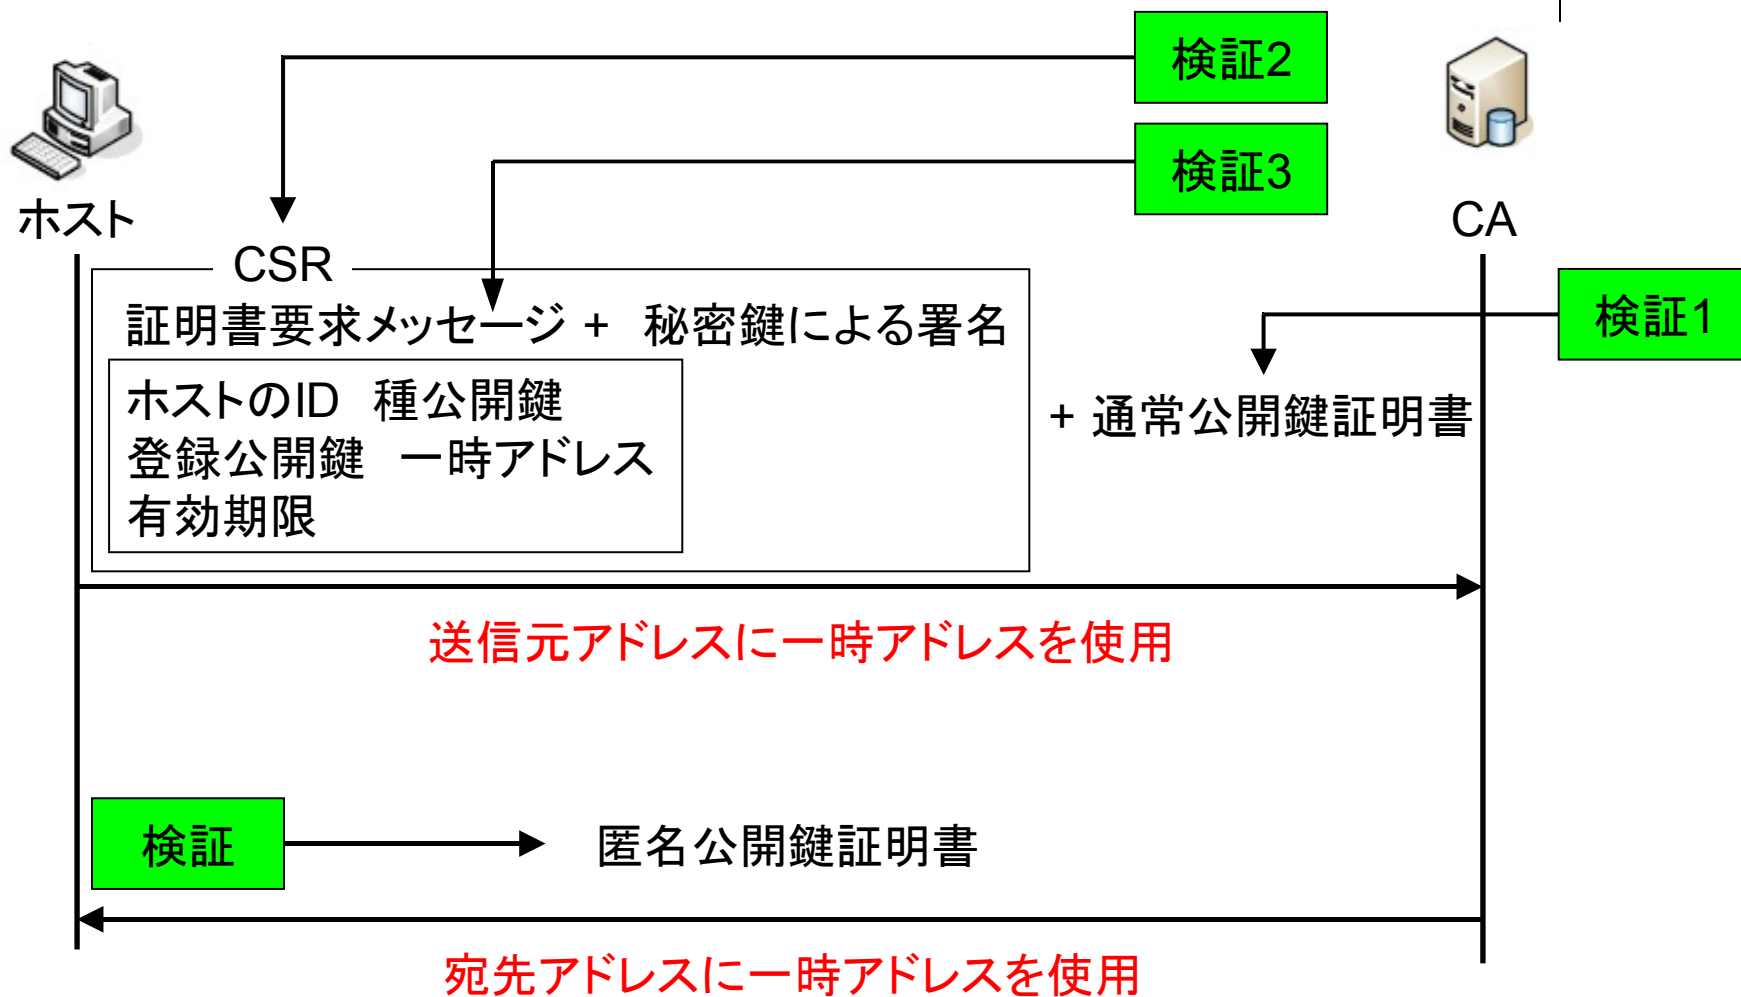 検証2
検証3
ホスト
CA
CSR
検証1
証明書要求メッセージ + 秘密鍵による署名
ホストのID 種公開鍵
登録公開鍵 一時アドレス
有効期限
+ 通常公開鍵証明書
送信元アドレスに一時アドレスを使用
検証
匿名公開鍵証明書
宛先アドレスに一時アドレスを使用